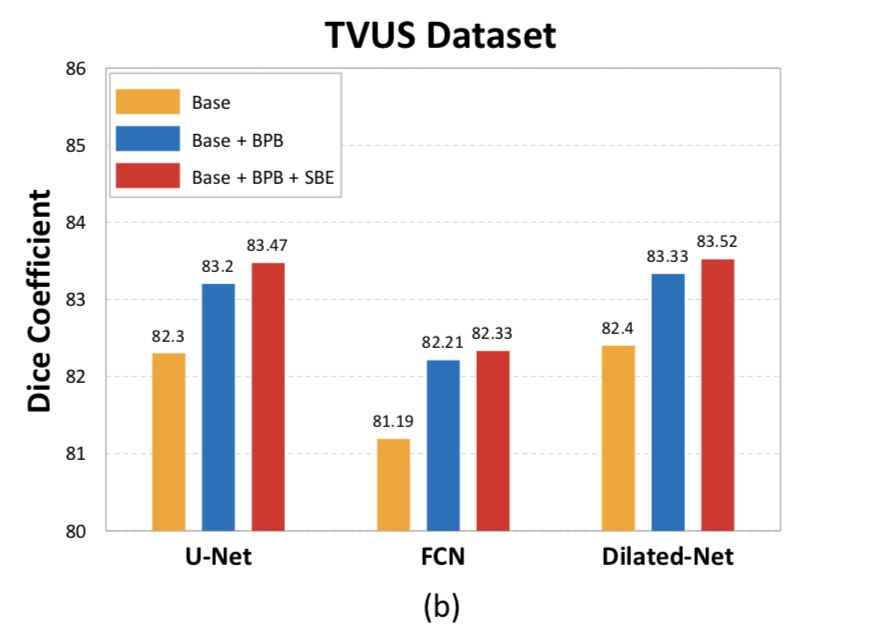 TVUS Dataset
86
85
84
83
82
81
80
Dice Coefficient
Base
Base + BPB
Base + BPB + SBE
82.3
83.2
83.47
81.19
82.21
82.33
82.4
83.33
83.52
U-Net
FCN
Dilated-Net
(b)